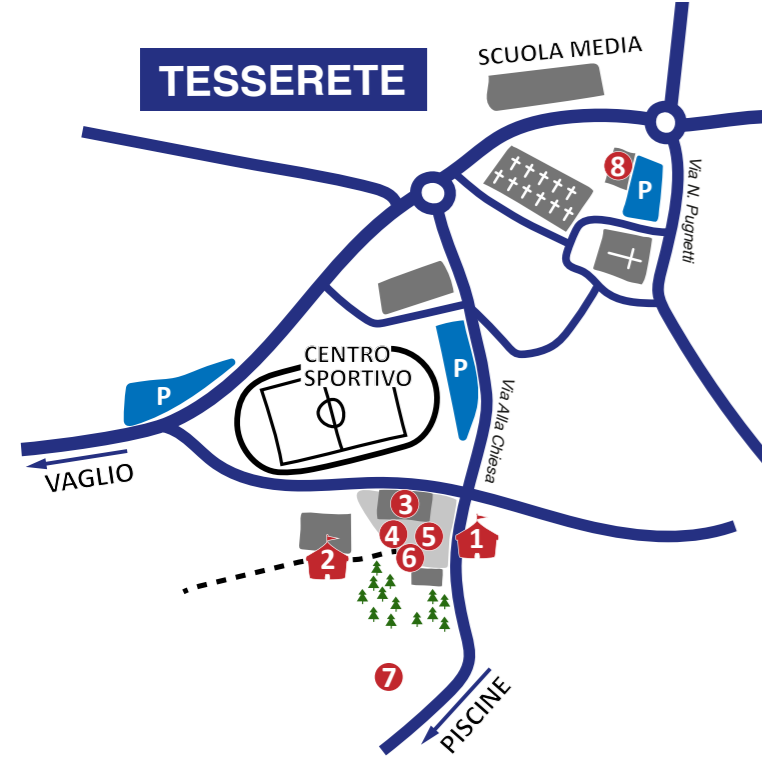 SCUOLA MEDIA
TESSERETE
8
P
Via N. Pugnetti
CENTRO
SPORTIVO
P
P
Via Alla Chiesa
VAGLIO
3
4
5
1
2
6
7
PISCINE